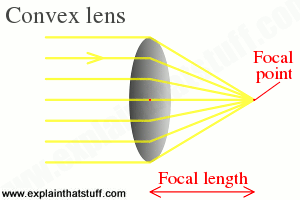 Convex lens
Focal
point
Focal length
www.explainthatstuff.com